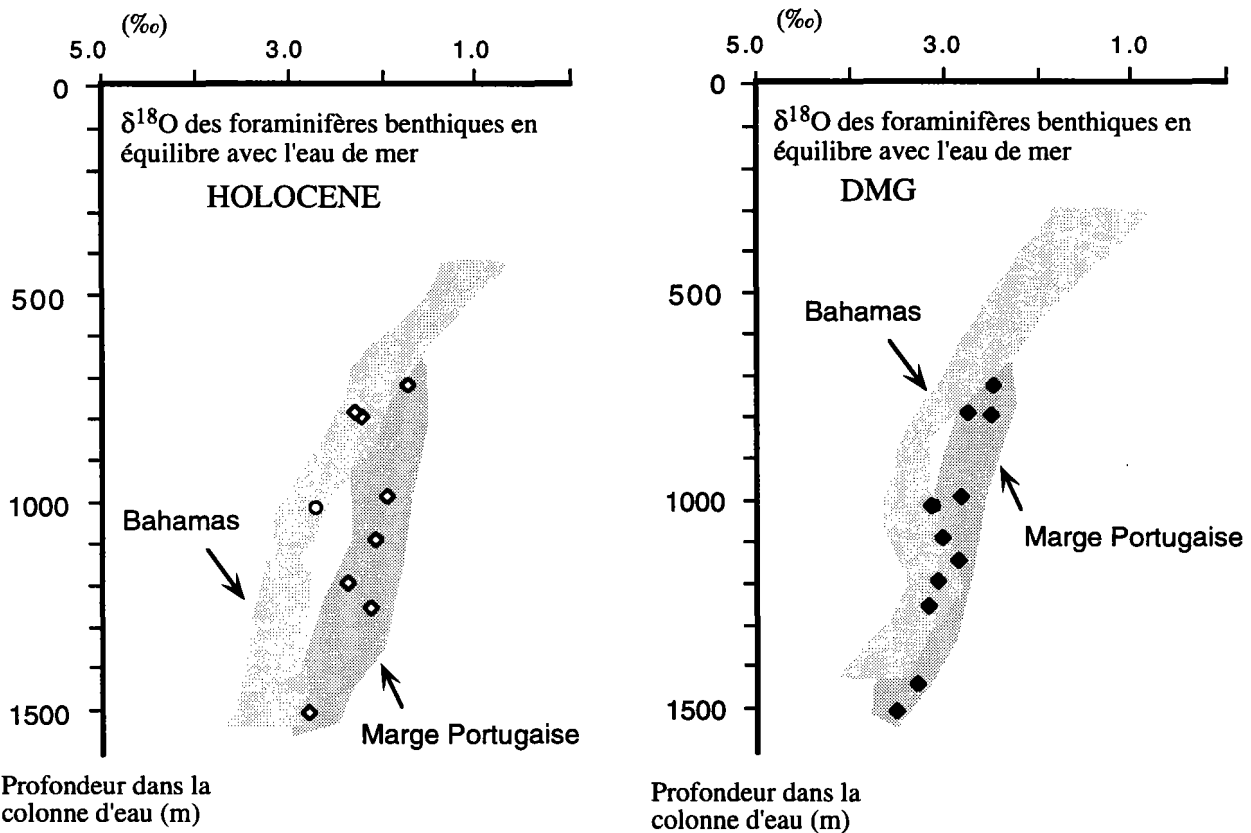 (‰)
5.0 3.0 1.0
0
δ¹⁸O des foraminifères benthiques en
équilibre avec l'eau de mer
HOLOCENE
500
1000
Bahamas
1500
Marge Portugaise
Profondeur dans la
colonne d'eau (m)
(‰)
5.0 3.0 1.0
0
δ¹⁸O des foraminifères benthiques en
équilibre avec l'eau de mer
DMG
500
Bahamas
1000
Marge Portugaise
1500
Profondeur dans la
colonne d'eau (m)